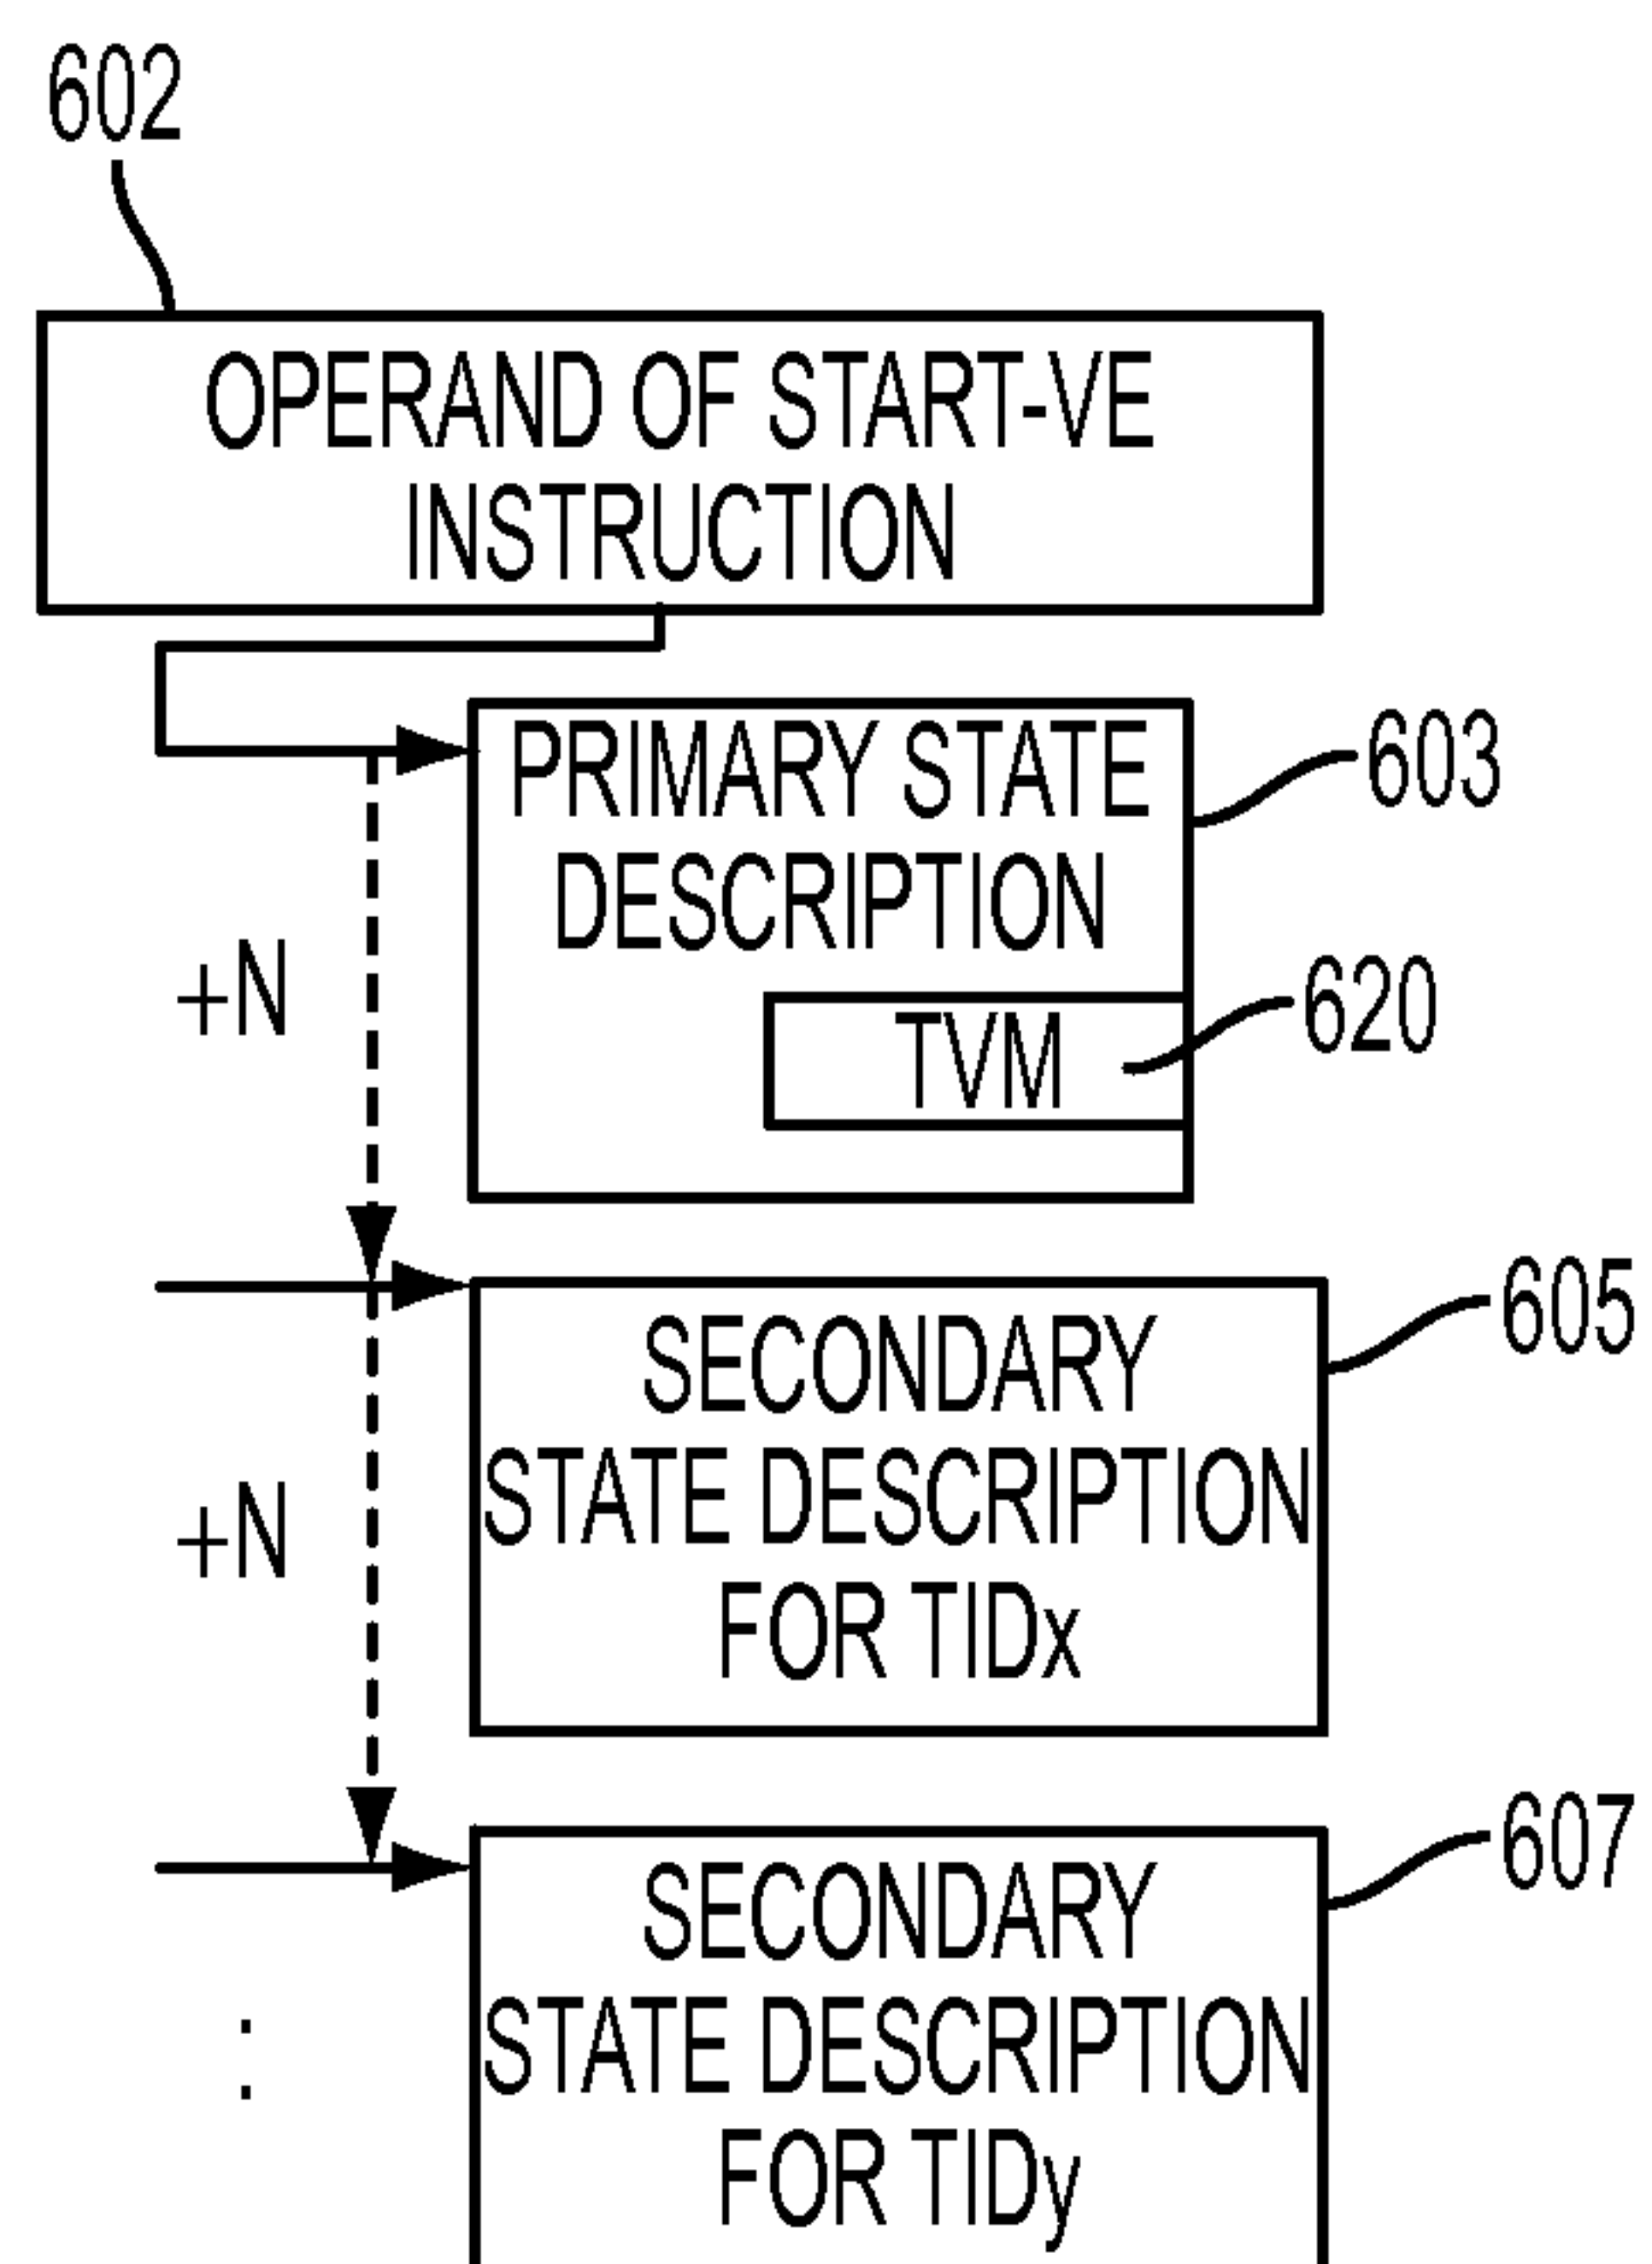 602
OPERAND OF START-VE
INSTRUCTION
PRIMARY STATE
DESCRIPTION
603
+N
TVM
620
SECONDARY
STATE DESCRIPTION
FOR TIDx
605
+N
SECONDARY
STATE DESCRIPTION
FOR TIDy
607
: